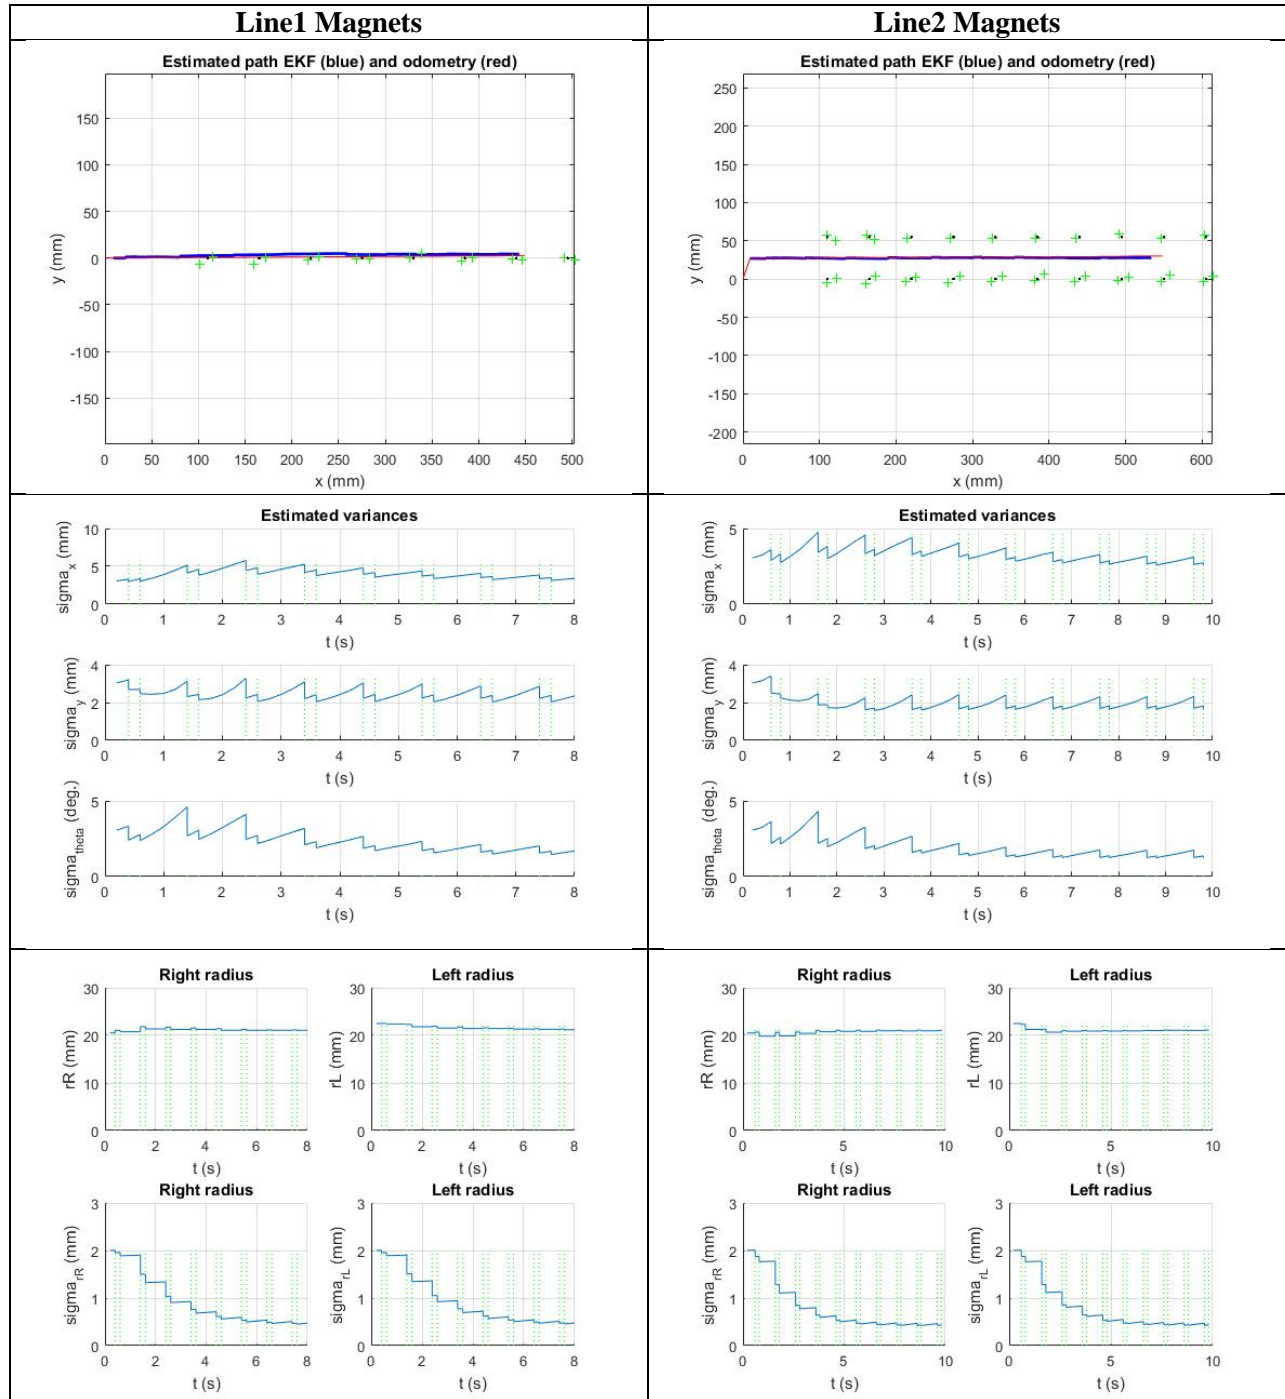 Line1 Magnets
Line2 Magnets
Estimated path EKF (blue) and odometry (red)
150
100
50
0
-50
-100
-150
y (mm)
0 50 100 150 200 250 300 350 400 450 500
x (mm)
Estimated path EKF (blue) and odometry (red)
250
200
150
100
50
0
-50
-100
-150
-200
y (mm)
0 100 200 300 400 500 600
x (mm)
Estimated variances
10
5
0
sigma_x (mm)
0 1 2 3 4 5 6 7 8
t (s)
4
2
0
sigma_y (mm)
0 1 2 3 4 5 6 7 8
t (s)
5
0
sigma_theta (deg.)
0 1 2 3 4 5 6 7 8
t (s)
Estimated variances
5
0
sigma_x (mm)
0 1 2 3 4 5 6 7 8 9 10
t (s)
4
2
0
sigma_y (mm)
0 1 2 3 4 5 6 7 8 9 10
t (s)
5
0
sigma_theta (deg.)
0 1 2 3 4 5 6 7 8 9 10
t (s)
Right radius
30
20
10
0
rR (mm)
0 2 4 6 8
t (s)
Left radius
30
20
10
0
rL (mm)
0 2 4 6 8
t (s)
Right radius
3
2
1
0
sigma_rR (mm)
0 2 4 6 8
t (s)
Left radius
3
2
1
0
sigma_rL (mm)
0 2 4 6 8
t (s)
Right radius
30
20
10
0
rR (mm)
0 5 10
t (s)
Left radius
30
20
10
0
rL (mm)
0 5 10
t (s)
Right radius
3
2
1
0
sigma_rR (mm)
0 5 10
t (s)
Left radius
3
2
1
0
sigma_rL (mm)
0 5 10
t (s)